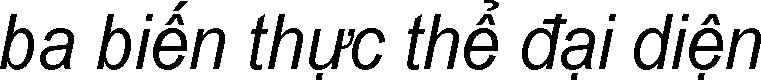 ba biến thực thể đại diện